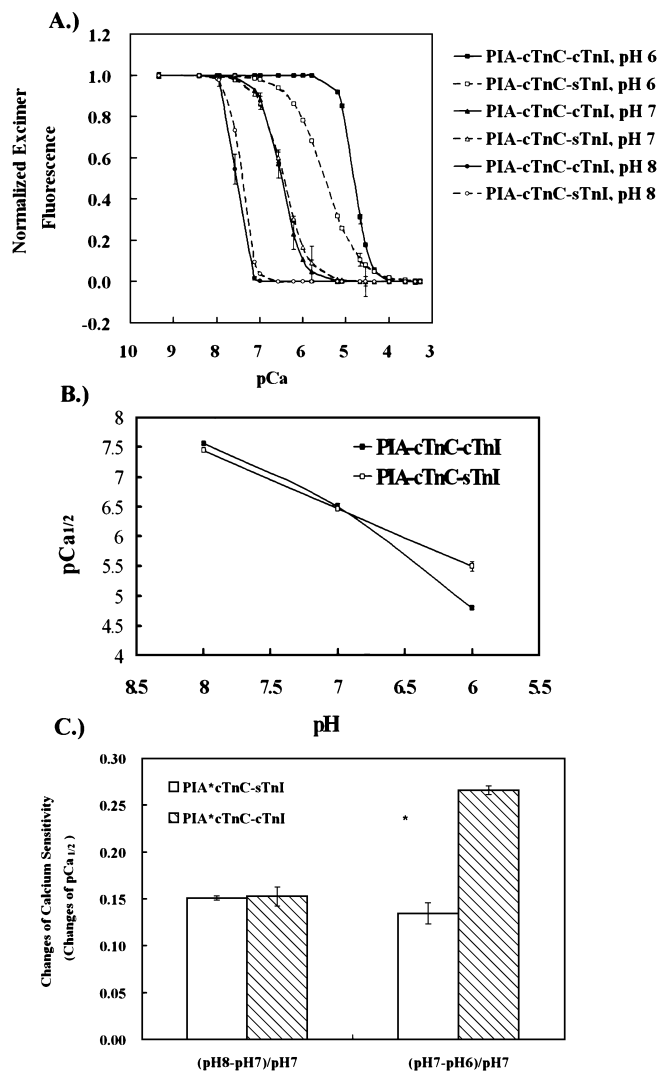 A.)
1.2
1.0
0.8
0.6
0.4
0.2
0.0
-0.2
Normalized Excimer
Fluorescence
10 9 8 7 6 5 4 3
pCa
PIA-cTnC-cTnI, pH 6
PIA-cTnC-sTnI, pH 6
PIA-cTnC-cTnI, pH 7
PIA-cTnC-sTnI, pH 7
PIA-cTnC-cTnI, pH 8
PIA-cTnC-sTnI, pH 8
B.)
8
7.5
7
6.5
6
5.5
5
4.5
4
pCa1/2
PIA-cTnC-cTnI
PIA-cTnC-sTnI
8.5 8 7.5 7 6.5 6 5.5
pH
C.)
0.30
0.25
0.20
0.15
0.10
0.05
0.00
Changes of Calcium Sensitivity
(Changes of pCa 1/2 )
PIA*cTnC-sTnI
PIA*cTnC-cTnI
*
(pH8-pH7)/pH7 (pH7-pH6)/pH7